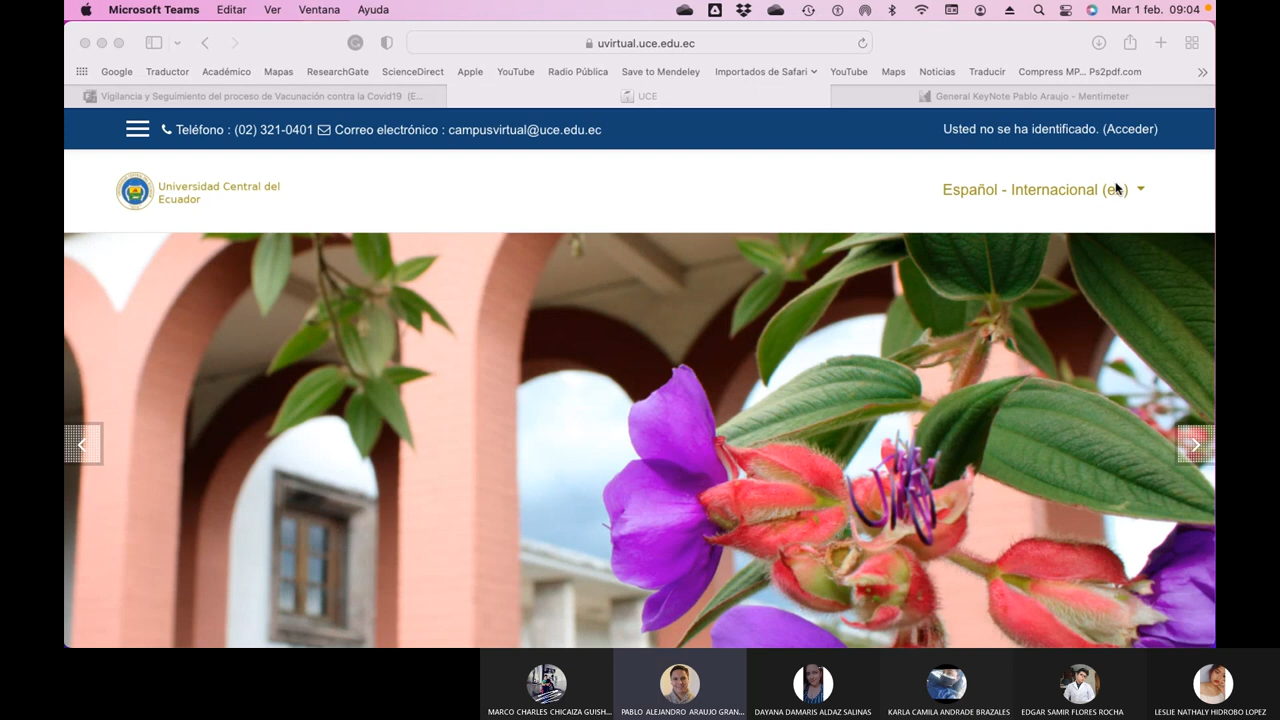 Microsoft Teams Editar Ver Ventana Ayuda Mar 1 feb. 09:04
uvirtual.uce.edu.ec
Google Traductor Académico Mapas ResearchGate ScienceDirect Apple YouTube Radio Pública Save to Mendeley Importados de Safari YouTube Maps Noticias Traducir Compress MP... Ps2pdf.com
Vigilancia y Seguimiento del proceso de Vacunación contra la Covid19 (E... UCE General KeyNote Pablo Araujo - Mentimeter
Teléfono : (02) 321-0401 Correo electrónico : campusvirtual@uce.edu.ec Usted no se ha identificado. (Acceder)
Universidad Central del
Ecuador
Español - Internacional (es)
MARCO CHARLES CHICAIZA GUISH... PABLO ALEJANDRO ARAUJO GRAN... DAYANA DAMARIS ALDAZ SALINAS KARLA CAMILA ANDRADE BRAZALES EDGAR SAMIR FLORES ROCHA LESLIE NATHALY HIDROBO LOPEZ